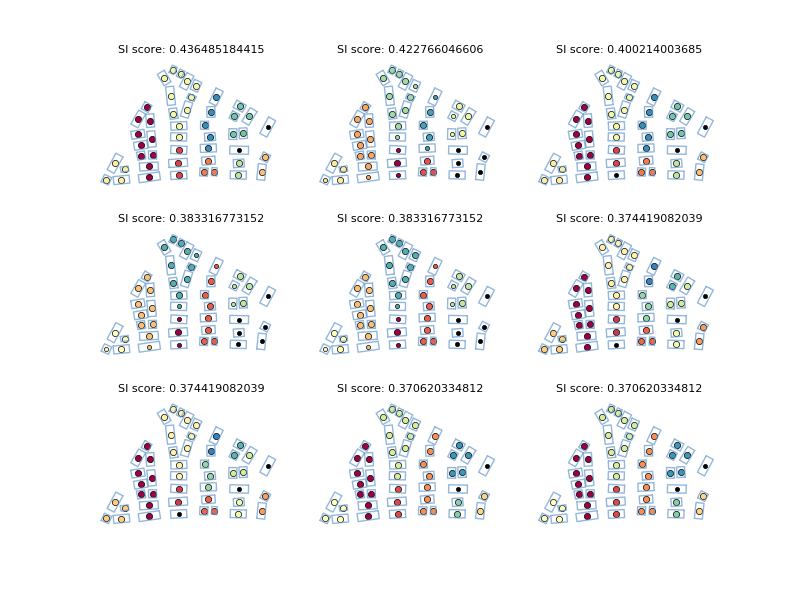 SI score: 0.436485184415
SI score: 0.422766046606
SI score: 0.400214003685
SI score: 0.383316773152
SI score: 0.383316773152
SI score: 0.374419082039
SI score: 0.374419082039
SI score: 0.370620334812
SI score: 0.370620334812